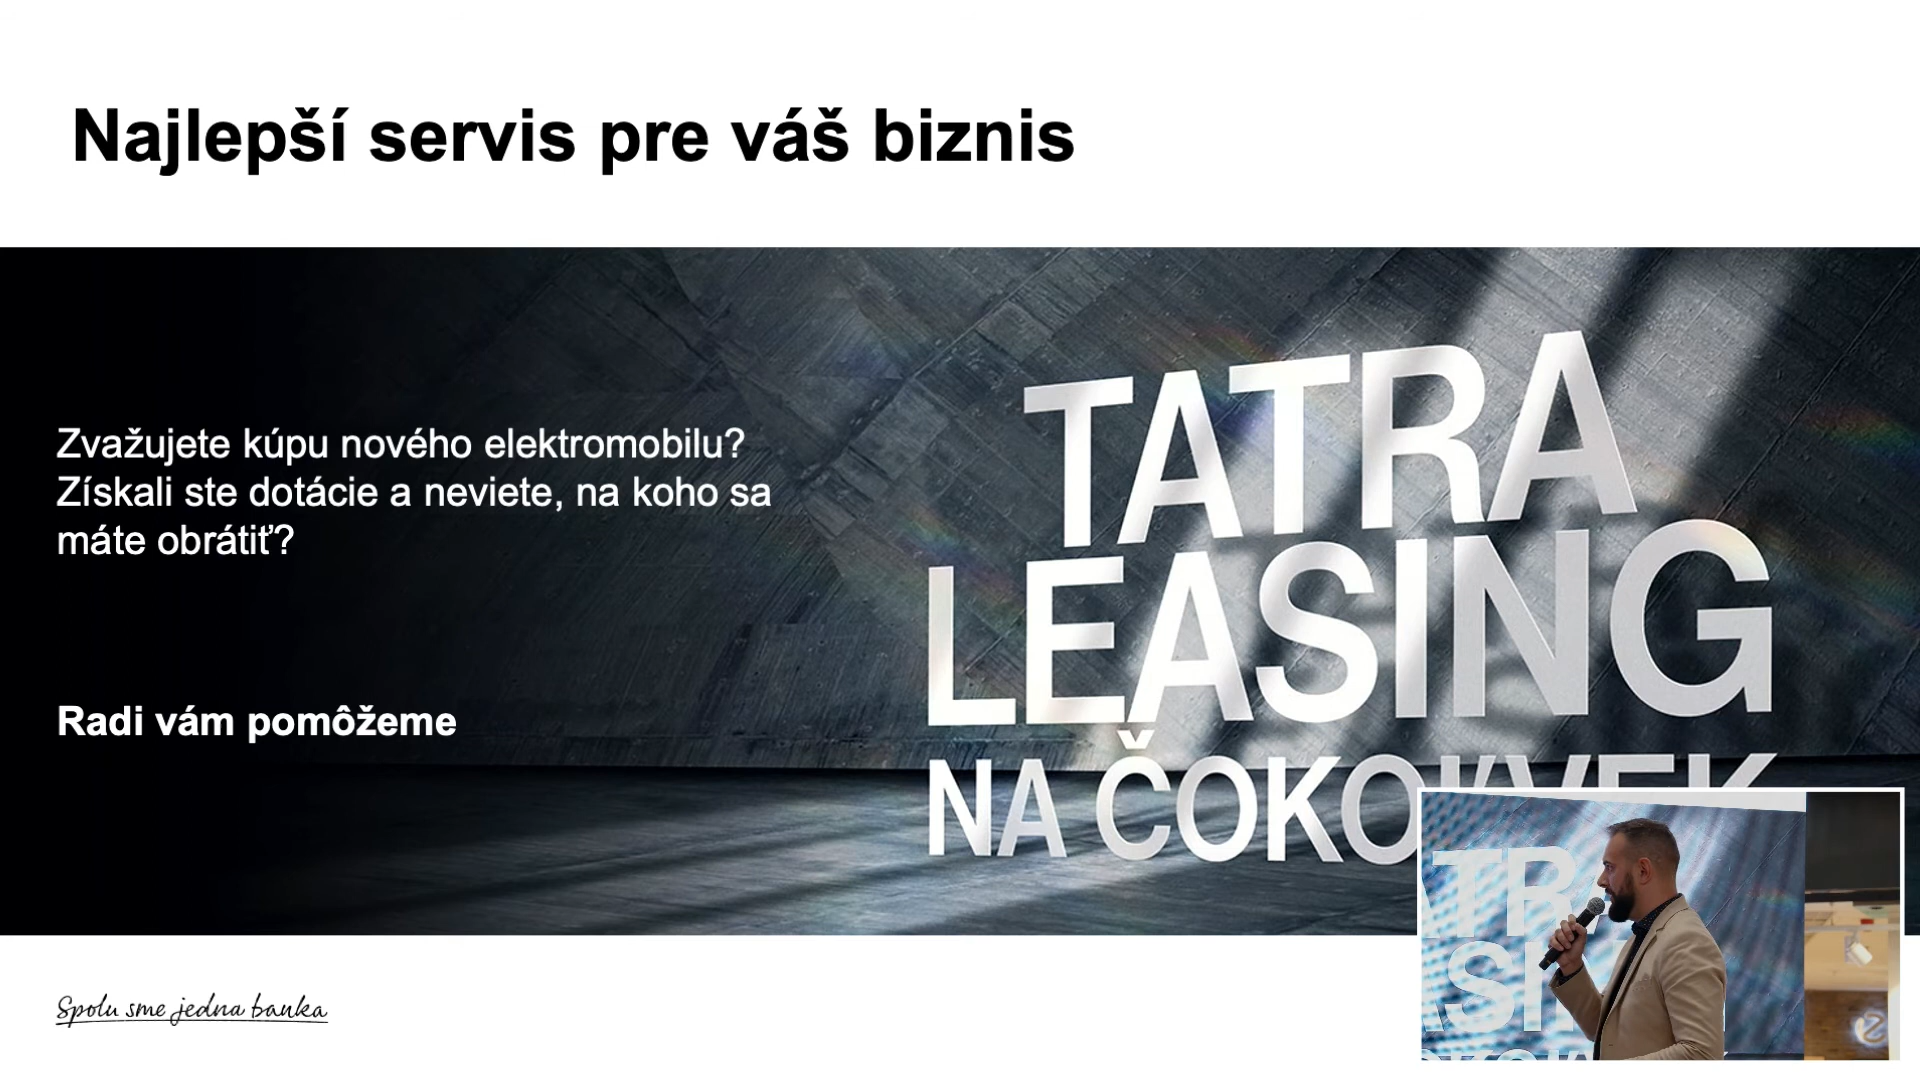 Najlepší servis pre váš biznis
Zvažujete kúpu nového elektromobilu?
Získali ste dotácie a neviete, na koho sa
máte obrátiť?
Radi vám pomôžeme
TATRA
LEASING
NA ČOKOĽVEK
Spolu sme jedna banka